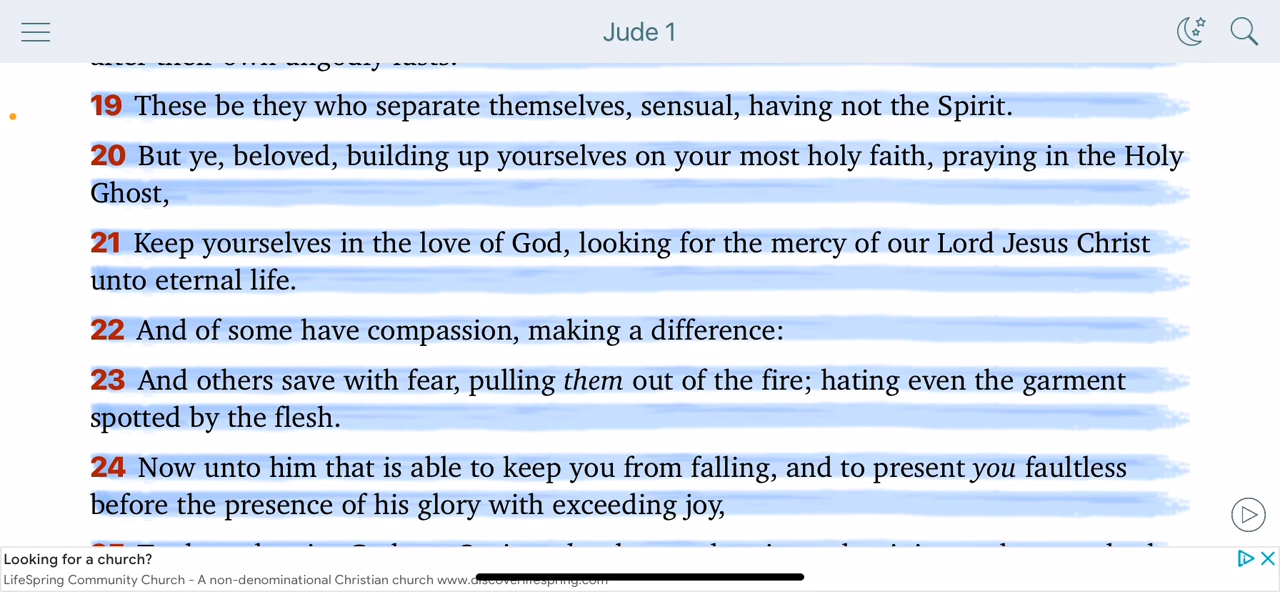 Jude 1
19 These be they who separate themselves, sensual, having not the Spirit.
20 But ye, beloved, building up yourselves on your most holy faith, praying in the Holy
Ghost,
21 Keep yourselves in the love of God, looking for the mercy of our Lord Jesus Christ
unto eternal life.
22 And of some have compassion, making a difference:
23 And others save with fear, pulling them out of the fire; hating even the garment
spotted by the flesh.
24 Now unto him that is able to keep you from falling, and to present you faultless
before the presence of his glory with exceeding joy,
Looking for a church?
LifeSpring Community Church - A non-denominational Christian church